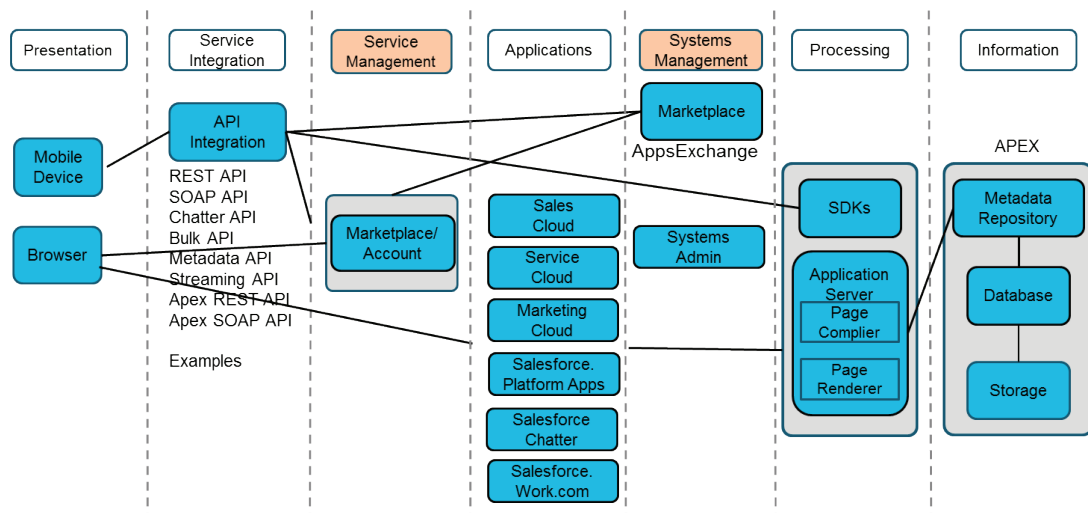 Presentation
Service
Integration
Service
Management
Applications
Systems
Management
Processing
Information
Mobile
Device
Browser
API
Integration
REST API
SOAP API
Chatter API
Bulk API
Metadata API
Streaming API
Apex REST API
Apex SOAP API
Examples
Marketplace/
Account
Sales
Cloud
Service
Cloud
Marketing
Cloud
Salesforce.
Platform Apps
Salesforce
Chatter
Salesforce.
Work.com
Marketplace
AppsExchange
Systems
Admin
SDKs
Application
Server
Page
Complier
Page
Renderer
APEX
Metadata
Repository
Database
Storage